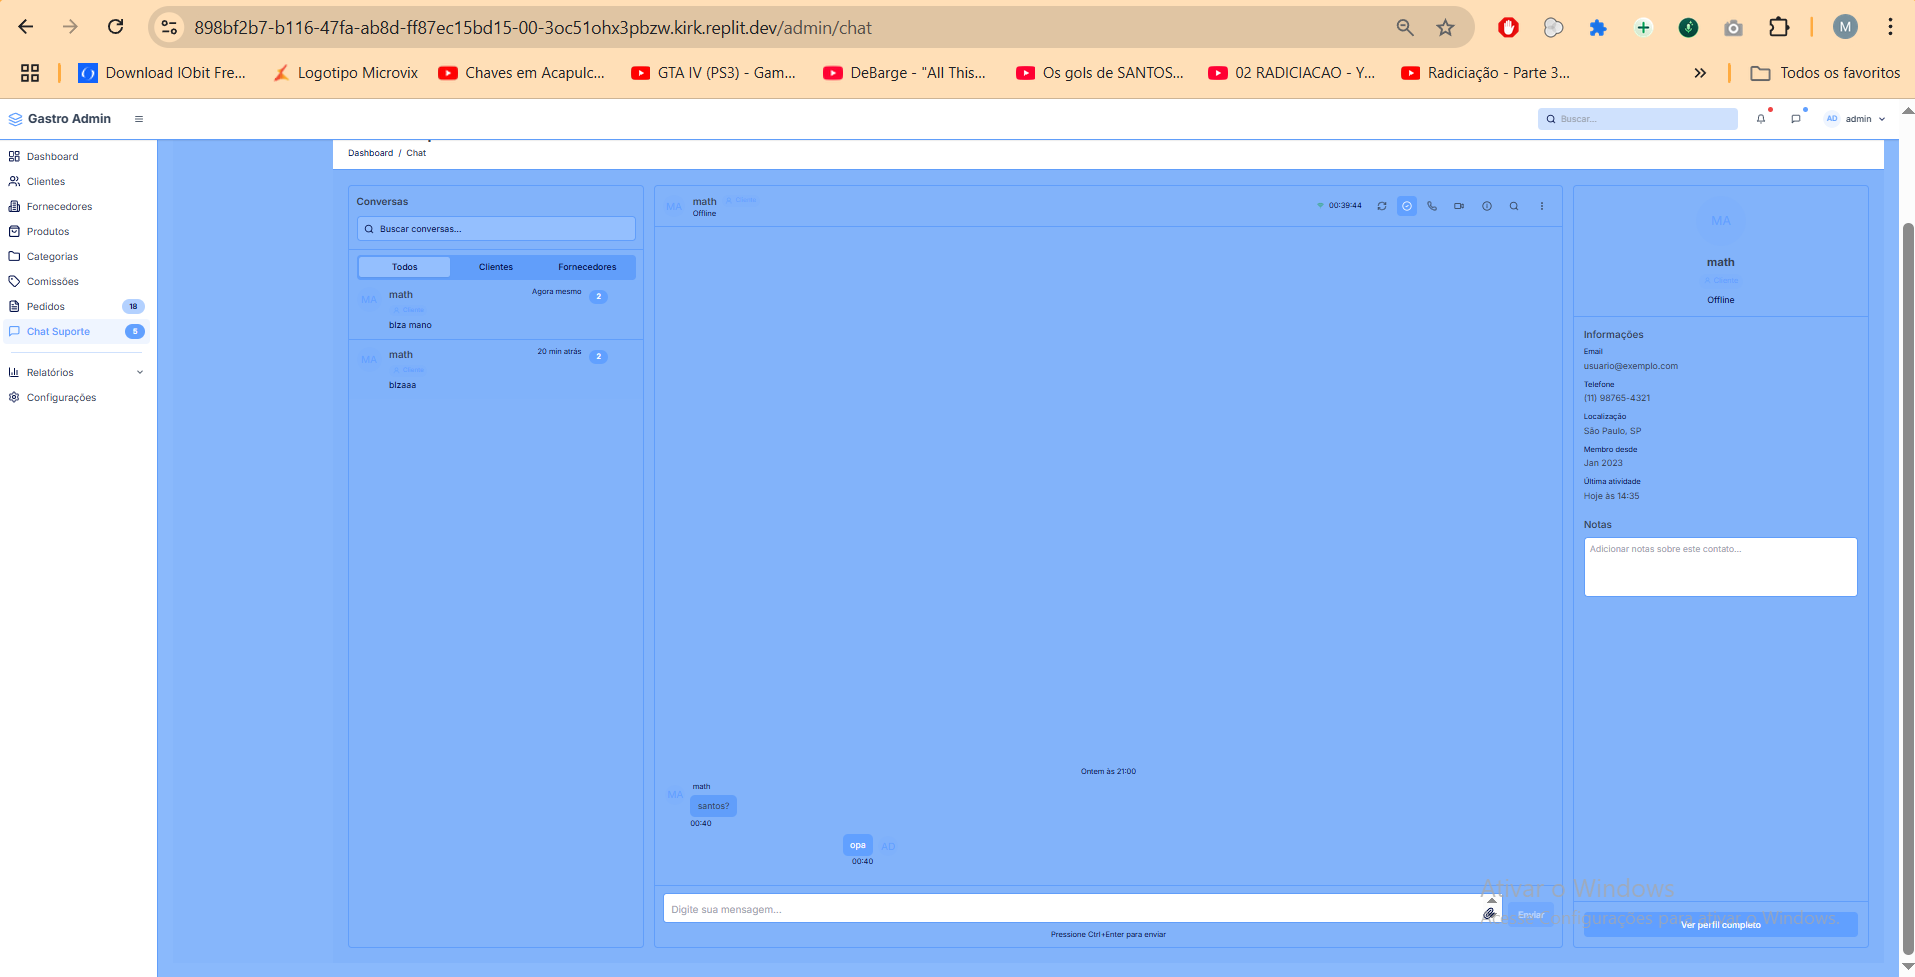 898bf2b7-b116-47fa-ab8d-ff87ec15bd15-00-3oc51ohx3pbzw.kirk.replit.dev/admin/chat
M
Download IObit Fre...
Logotipo Microvix
Chaves em Acapulc...
GTA IV (PS3) - Gam...
DeBarge - "All This...
Os gols de SANTOS...
02 RADICIACAO - Y...
Radiciação - Parte 3...
Todos os favoritos
Gastro Admin
Buscar...
AD
admin
Dashboard
Clientes
Fornecedores
Produtos
Categorias
Comissões
Pedidos
18
Chat Suporte
5
Relatórios
Configurações
Dashboard / Chat
Conversas
Buscar conversas...
Todos
Clientes
Fornecedores
MA
math
Agora mesmo
2
Cliente
blza mano
MA
math
20 min atrás
2
Cliente
blzaaa
MA
math
Cliente
Offline
00:39:44
Ontem às 21:00
math
MA
santos?
00:40
opa
AD
00:40
Digite sua mensagem...
Enviar
Pressione Ctrl+Enter para enviar
MA
math
Cliente
Offline
Informações
Email
usuario@exemplo.com
Telefone
(11) 98765-4321
Localização
São Paulo, SP
Membro desde
Jan 2023
Última atividade
Hoje às 14:35
Notas
Adicionar notas sobre este contato...
Ver perfil completo
Ativar o Windows
configurações para ativar o Windows.